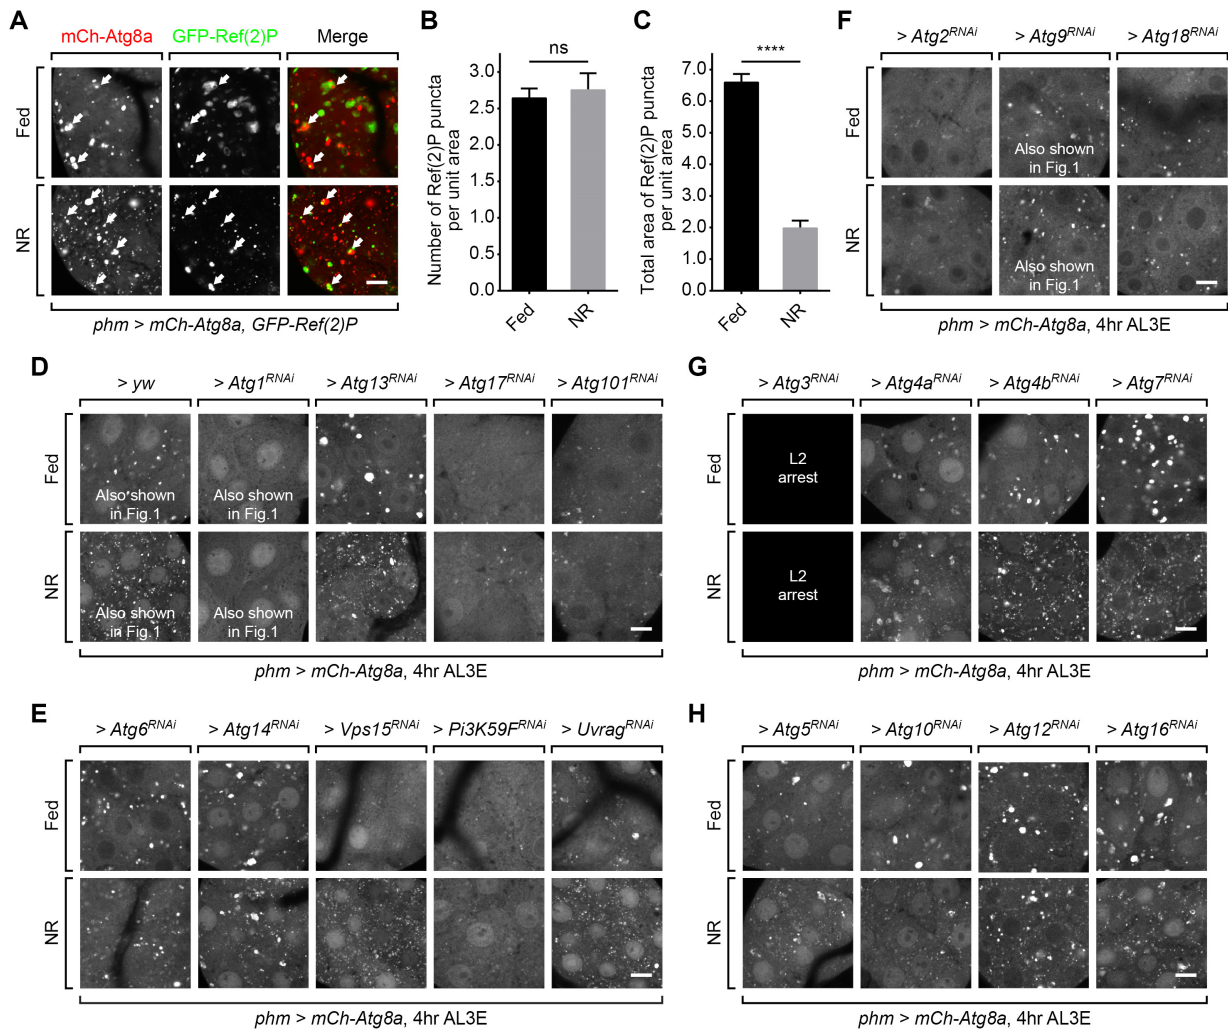 A
mCh-Atg8a GFP-Ref(2)P Merge
Fed
NR
phm > mCh-Atg8a, GFP-Ref(2)P
B
Number of Ref(2)P puncta
per unit area
ns
3.0
2.5
2.0
1.5
1.0
0.5
0.0
Fed NR
C
Total area of Ref(2)P puncta
per unit area
****
7.0
6.0
5.0
4.0
3.0
2.0
1.0
0.0
Fed NR
F
> Atg2RNAi > Atg9RNAi > Atg18RNAi
Fed
Also shown
in Fig.1
NR
Also shown
in Fig.1
phm > mCh-Atg8a, 4hr AL3E
D
> yw > Atg1RNAi > Atg13RNAi > Atg17RNAi > Atg101RNAi
Fed
Also shown Also shown
in Fig.1 in Fig.1
NR
Also shown Also shown
in Fig.1 in Fig.1
phm > mCh-Atg8a, 4hr AL3E
G
> Atg3RNAi > Atg4aRNAi > Atg4bRNAi > Atg7RNAi
Fed
L2
arrest
NR
L2
arrest
phm > mCh-Atg8a, 4hr AL3E
E
> Atg6RNAi > Atg14RNAi > Vps15RNAi > Pi3K59FRNAi > UvragRNAi
Fed
NR
phm > mCh-Atg8a, 4hr AL3E
H
> Atg5RNAi > Atg10RNAi > Atg12RNAi > Atg16RNAi
Fed
NR
phm > mCh-Atg8a, 4hr AL3E